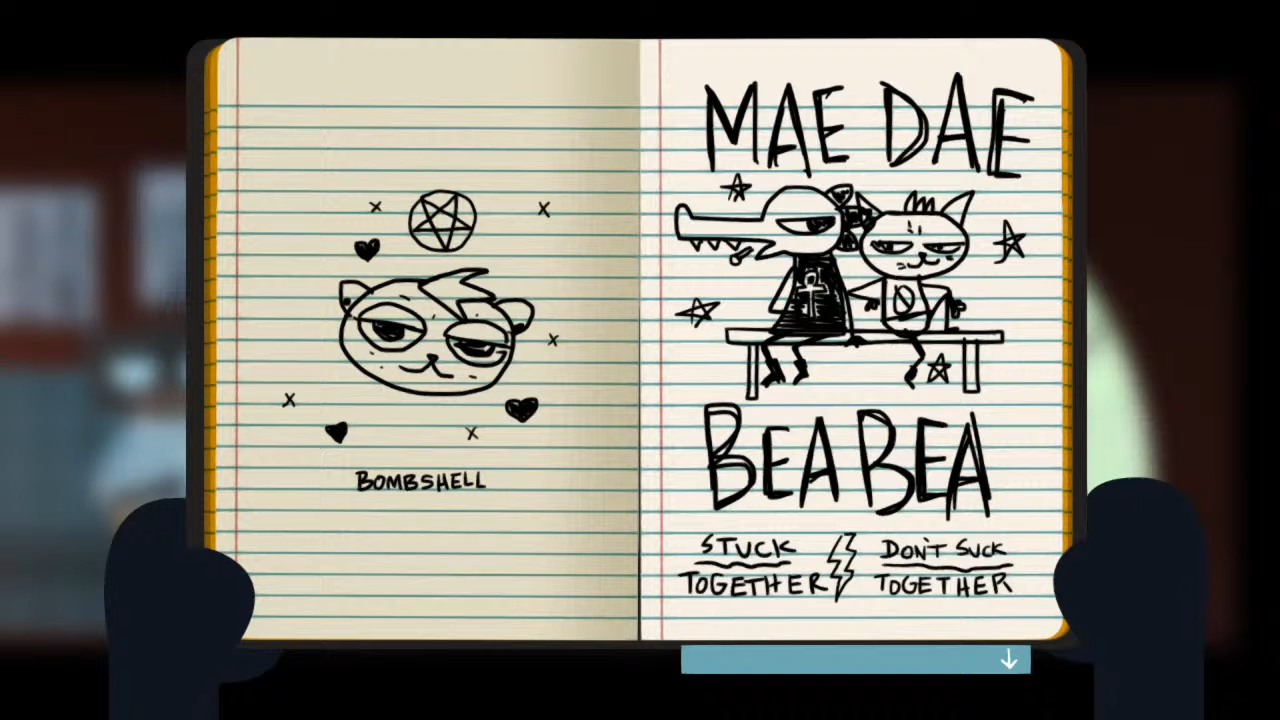 BOMBSHELL
MAE DAE
BEA BEA
STUCK TOGETHER
DON'T SUCK TOGETHER